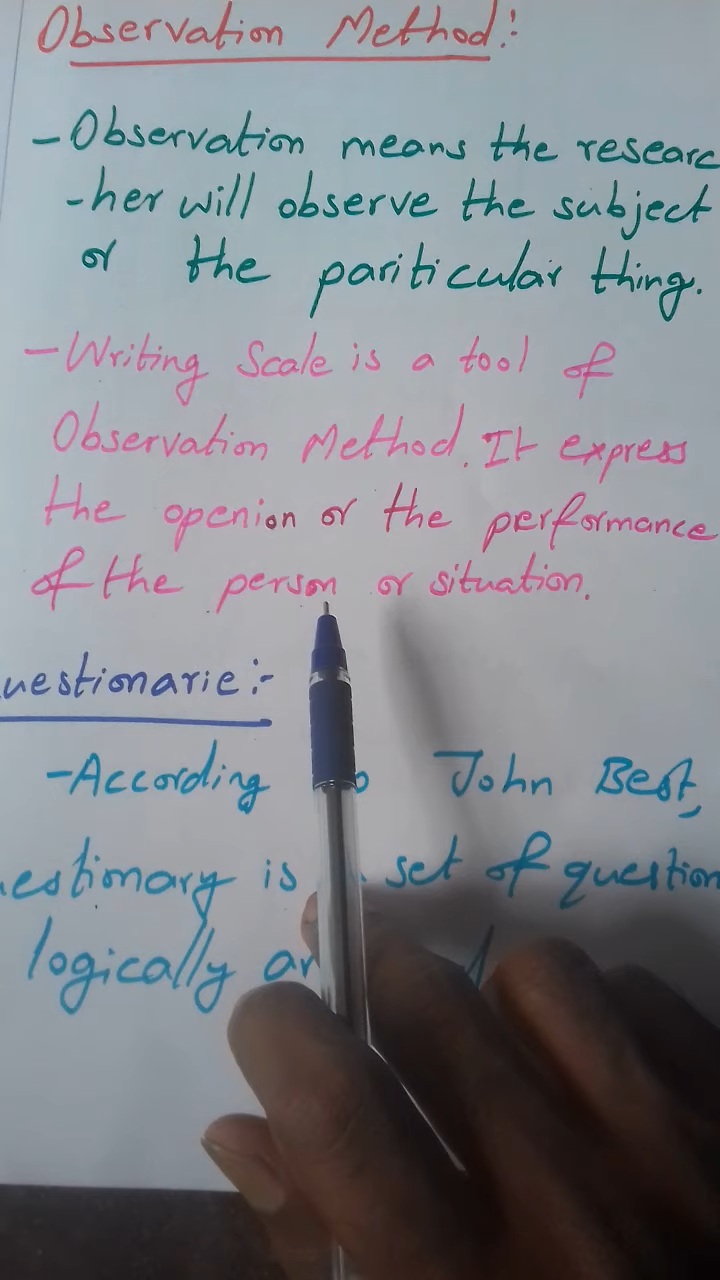 Observation Method:
- Observation means the researc
-her will observe the subject
or the pariticular thing.
- Writing Scale is a tool of
Observation Method. It express
the openion or the performance
of the person or situation.
uestionarie:-
- According John Best,
estionary is set of question
logically